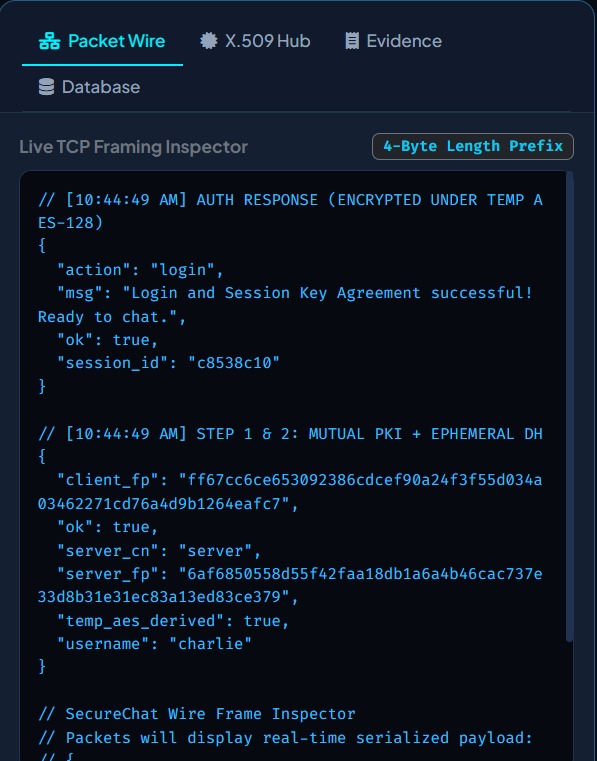 Packet Wire
X.509 Hub
Evidence
Database
Live TCP Framing Inspector
4-Byte Length Prefix
// [10:44:49 AM] AUTH RESPONSE (ENCRYPTED UNDER TEMP A
ES-128)
{
  "action": "login",
  "msg": "Login and Session Key Agreement successful!
Ready to chat.",
  "ok": true,
  "session_id": "c8538c10"
}
// [10:44:49 AM] STEP 1 & 2: MUTUAL PKI + EPHEMERAL DH
{
  "client_fp": "ff67cc6ce653092386cdcef90a24f3f55d034a
03462271cd76a4d9b1264eafc7",
  "ok": true,
  "server_cn": "server",
  "server_fp": "6af6850558d55f42faa18db1a6a4b46cac737e
33d8b31e31ec83a13ed83ce379",
  "temp_aes_derived": true,
  "username": "charlie"
}
// SecureChat Wire Frame Inspector
// Packets will display real-time serialized payload:
// {